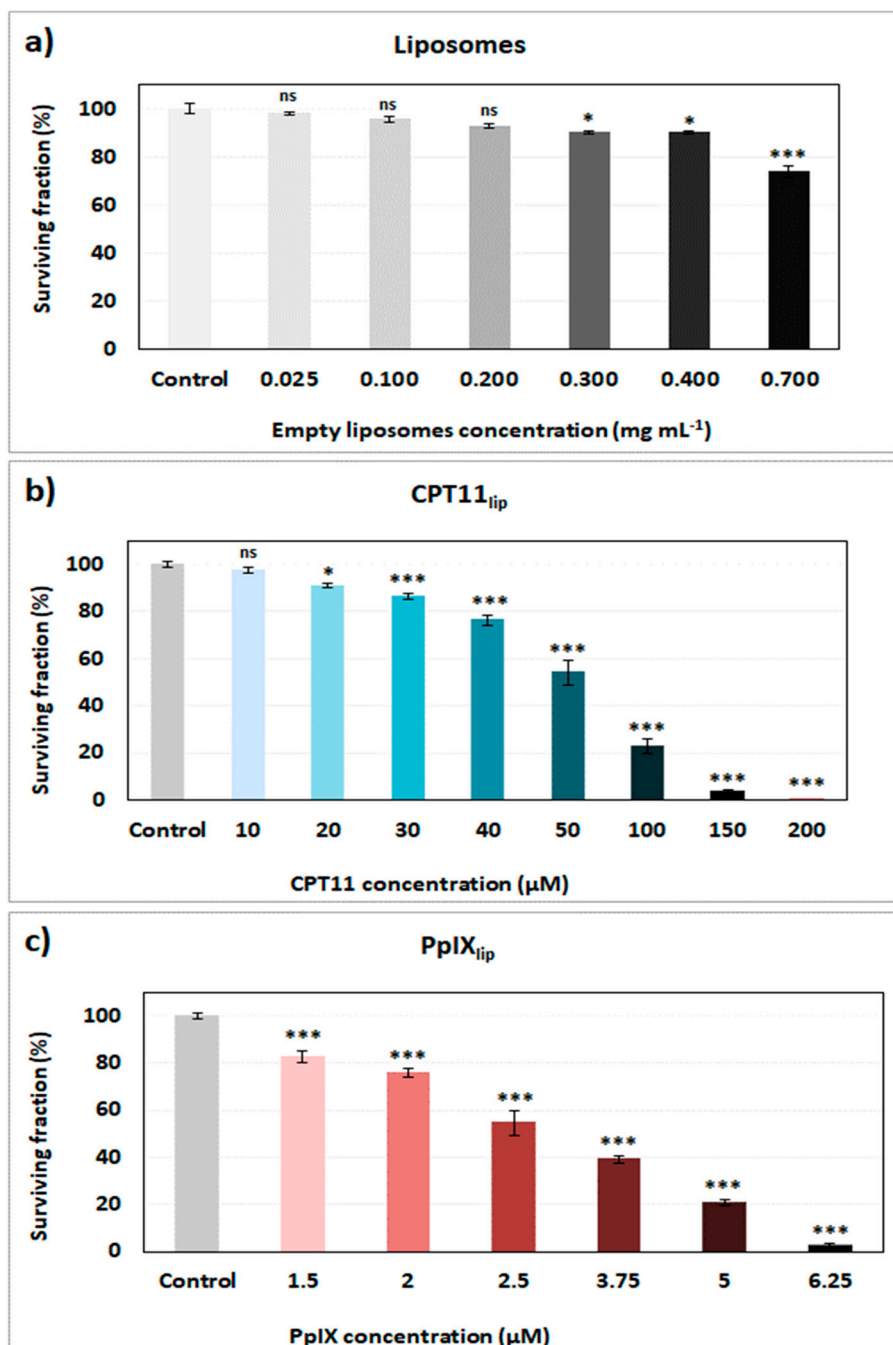 a)
Liposomes
Surviving fraction (%)
100
80
60
40
20
0
ns
ns
ns
*
*
***
Control 0.025 0.100 0.200 0.300 0.400 0.700
Empty liposomes concentration (mg mL⁻¹)
b)
CPT11lip
Surviving fraction (%)
100
80
60
40
20
0
ns
*
***
***
***
***
***
***
Control 10 20 30 40 50 100 150 200
CPT11 concentration (µM)
c)
PpIXlip
Surviving fraction (%)
100
80
60
40
20
0
***
***
***
***
***
***
Control 1.5 2 2.5 3.75 5 6.25
PpIX concentration (µM)